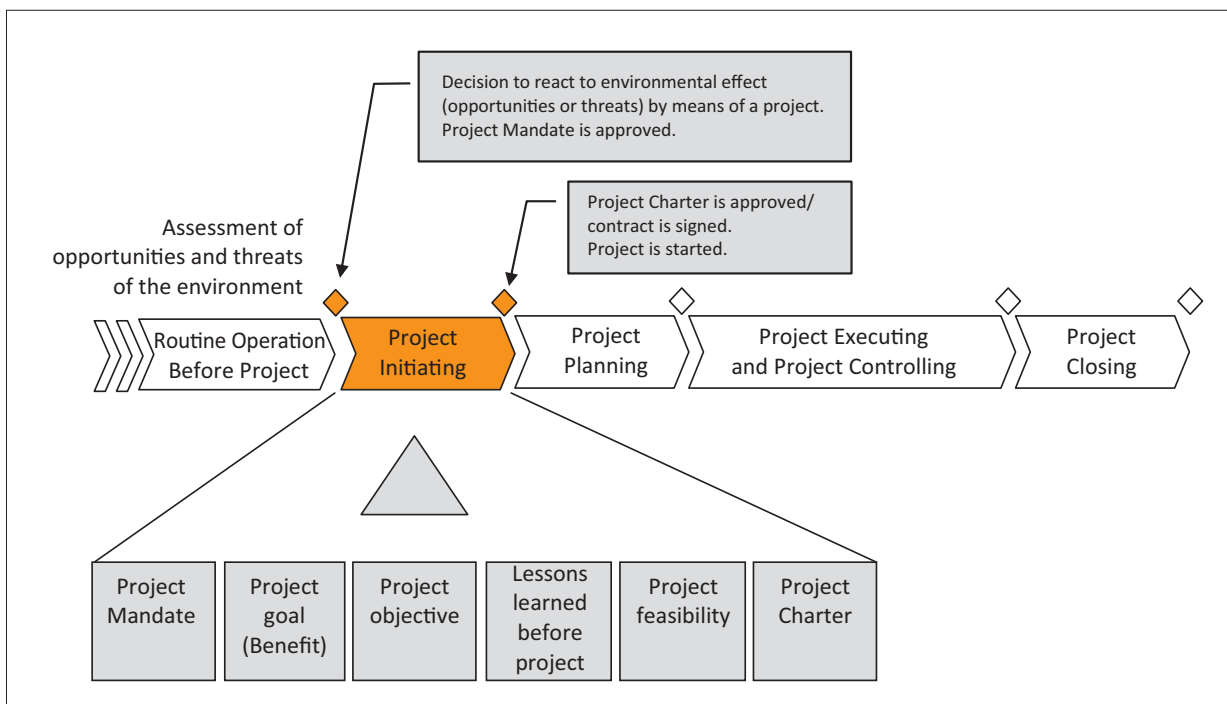 Decision to react to environmental effect
(opportunities or threats) by means of a project.
Project Mandate is approved.
Project Charter is approved/
contract is signed.
Project is started.
Assessment of
opportunities and threats
of the environment
Routine Operation
Before Project
Project
Initiating
Project
Planning
Project Executing
and Project Controlling
Project
Closing
Project
Mandate
Project
goal
(Benefit)
Project
objective
Lessons
learned
before
project
Project
feasibility
Project
Charter